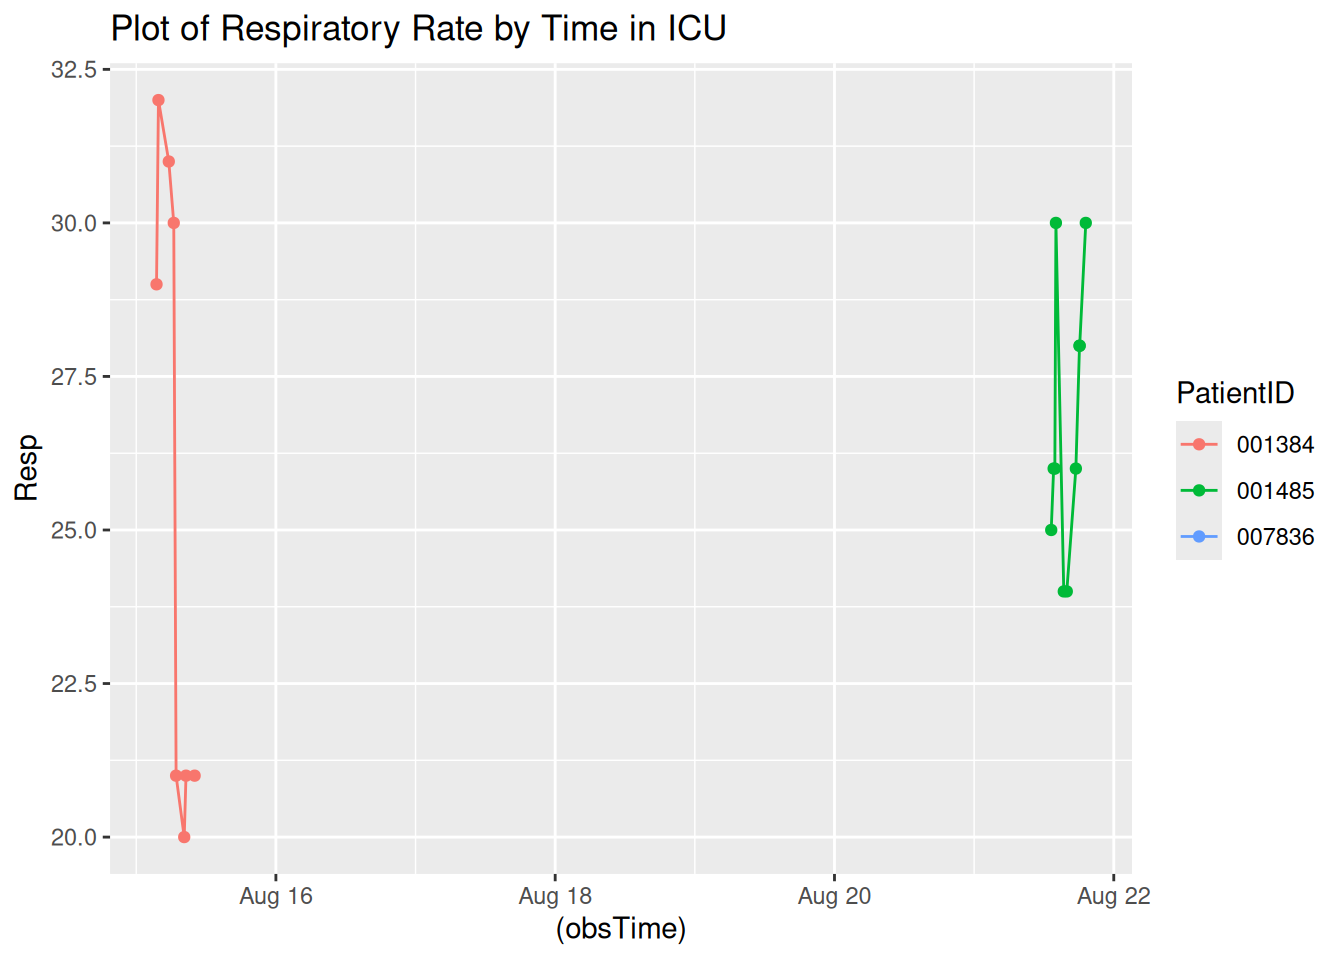 Plot of Respiratory Rate by Time in ICU
32.5
30.0
27.5
25.0
22.5
20.0
Resp
Aug 16 Aug 18 Aug 20 Aug 22
(obsTime)
PatientID
001384
001485
007836